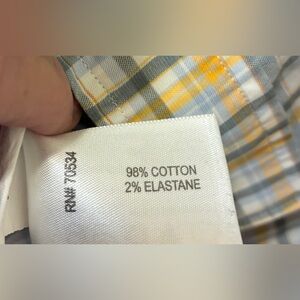 RN# 70534
98% COTTON
2% ELASTANE